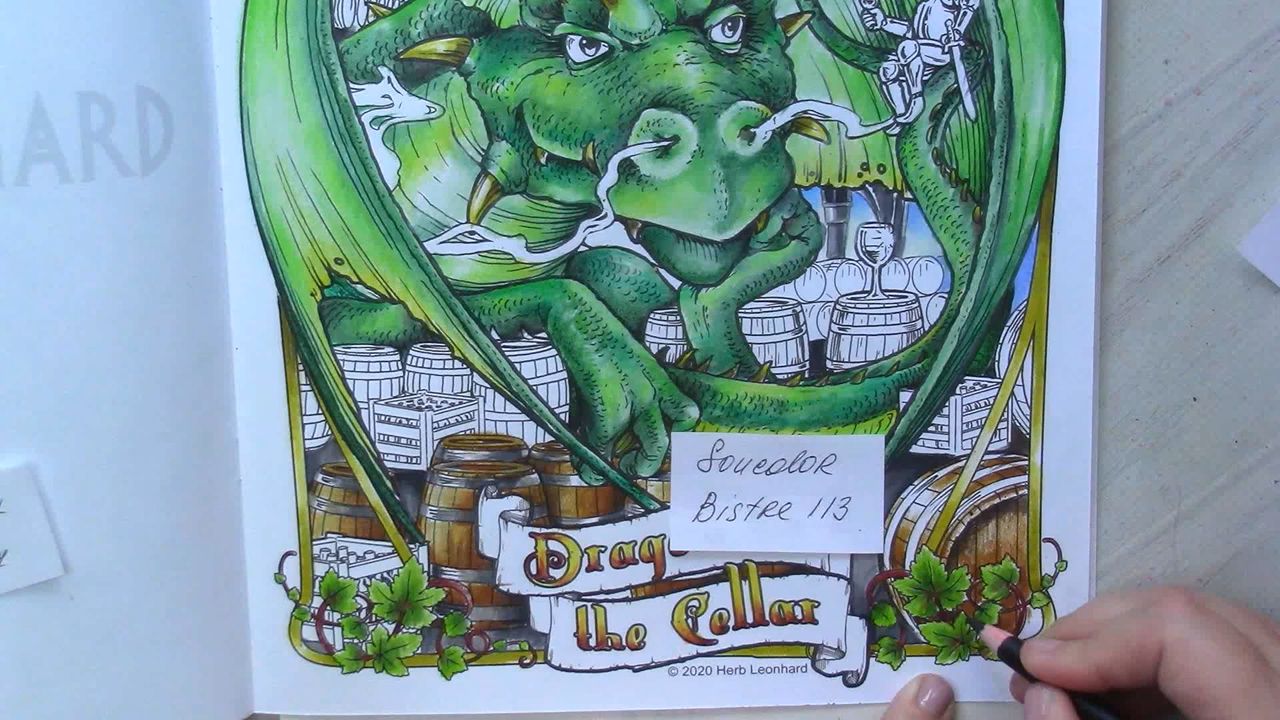 ARD
Soucolor
Bistre 113
Drag
the Cellar
© 2020 Herb Leonhard